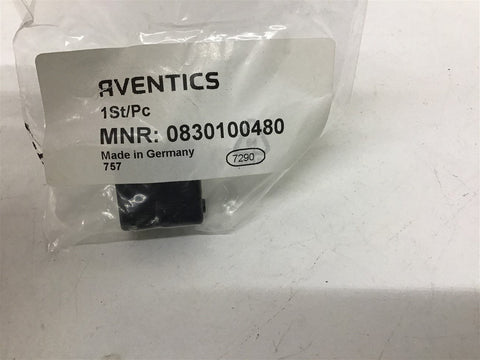 AVENTICS
1St/Pc
MNR: 0830100480
Made in Germany
7290
757